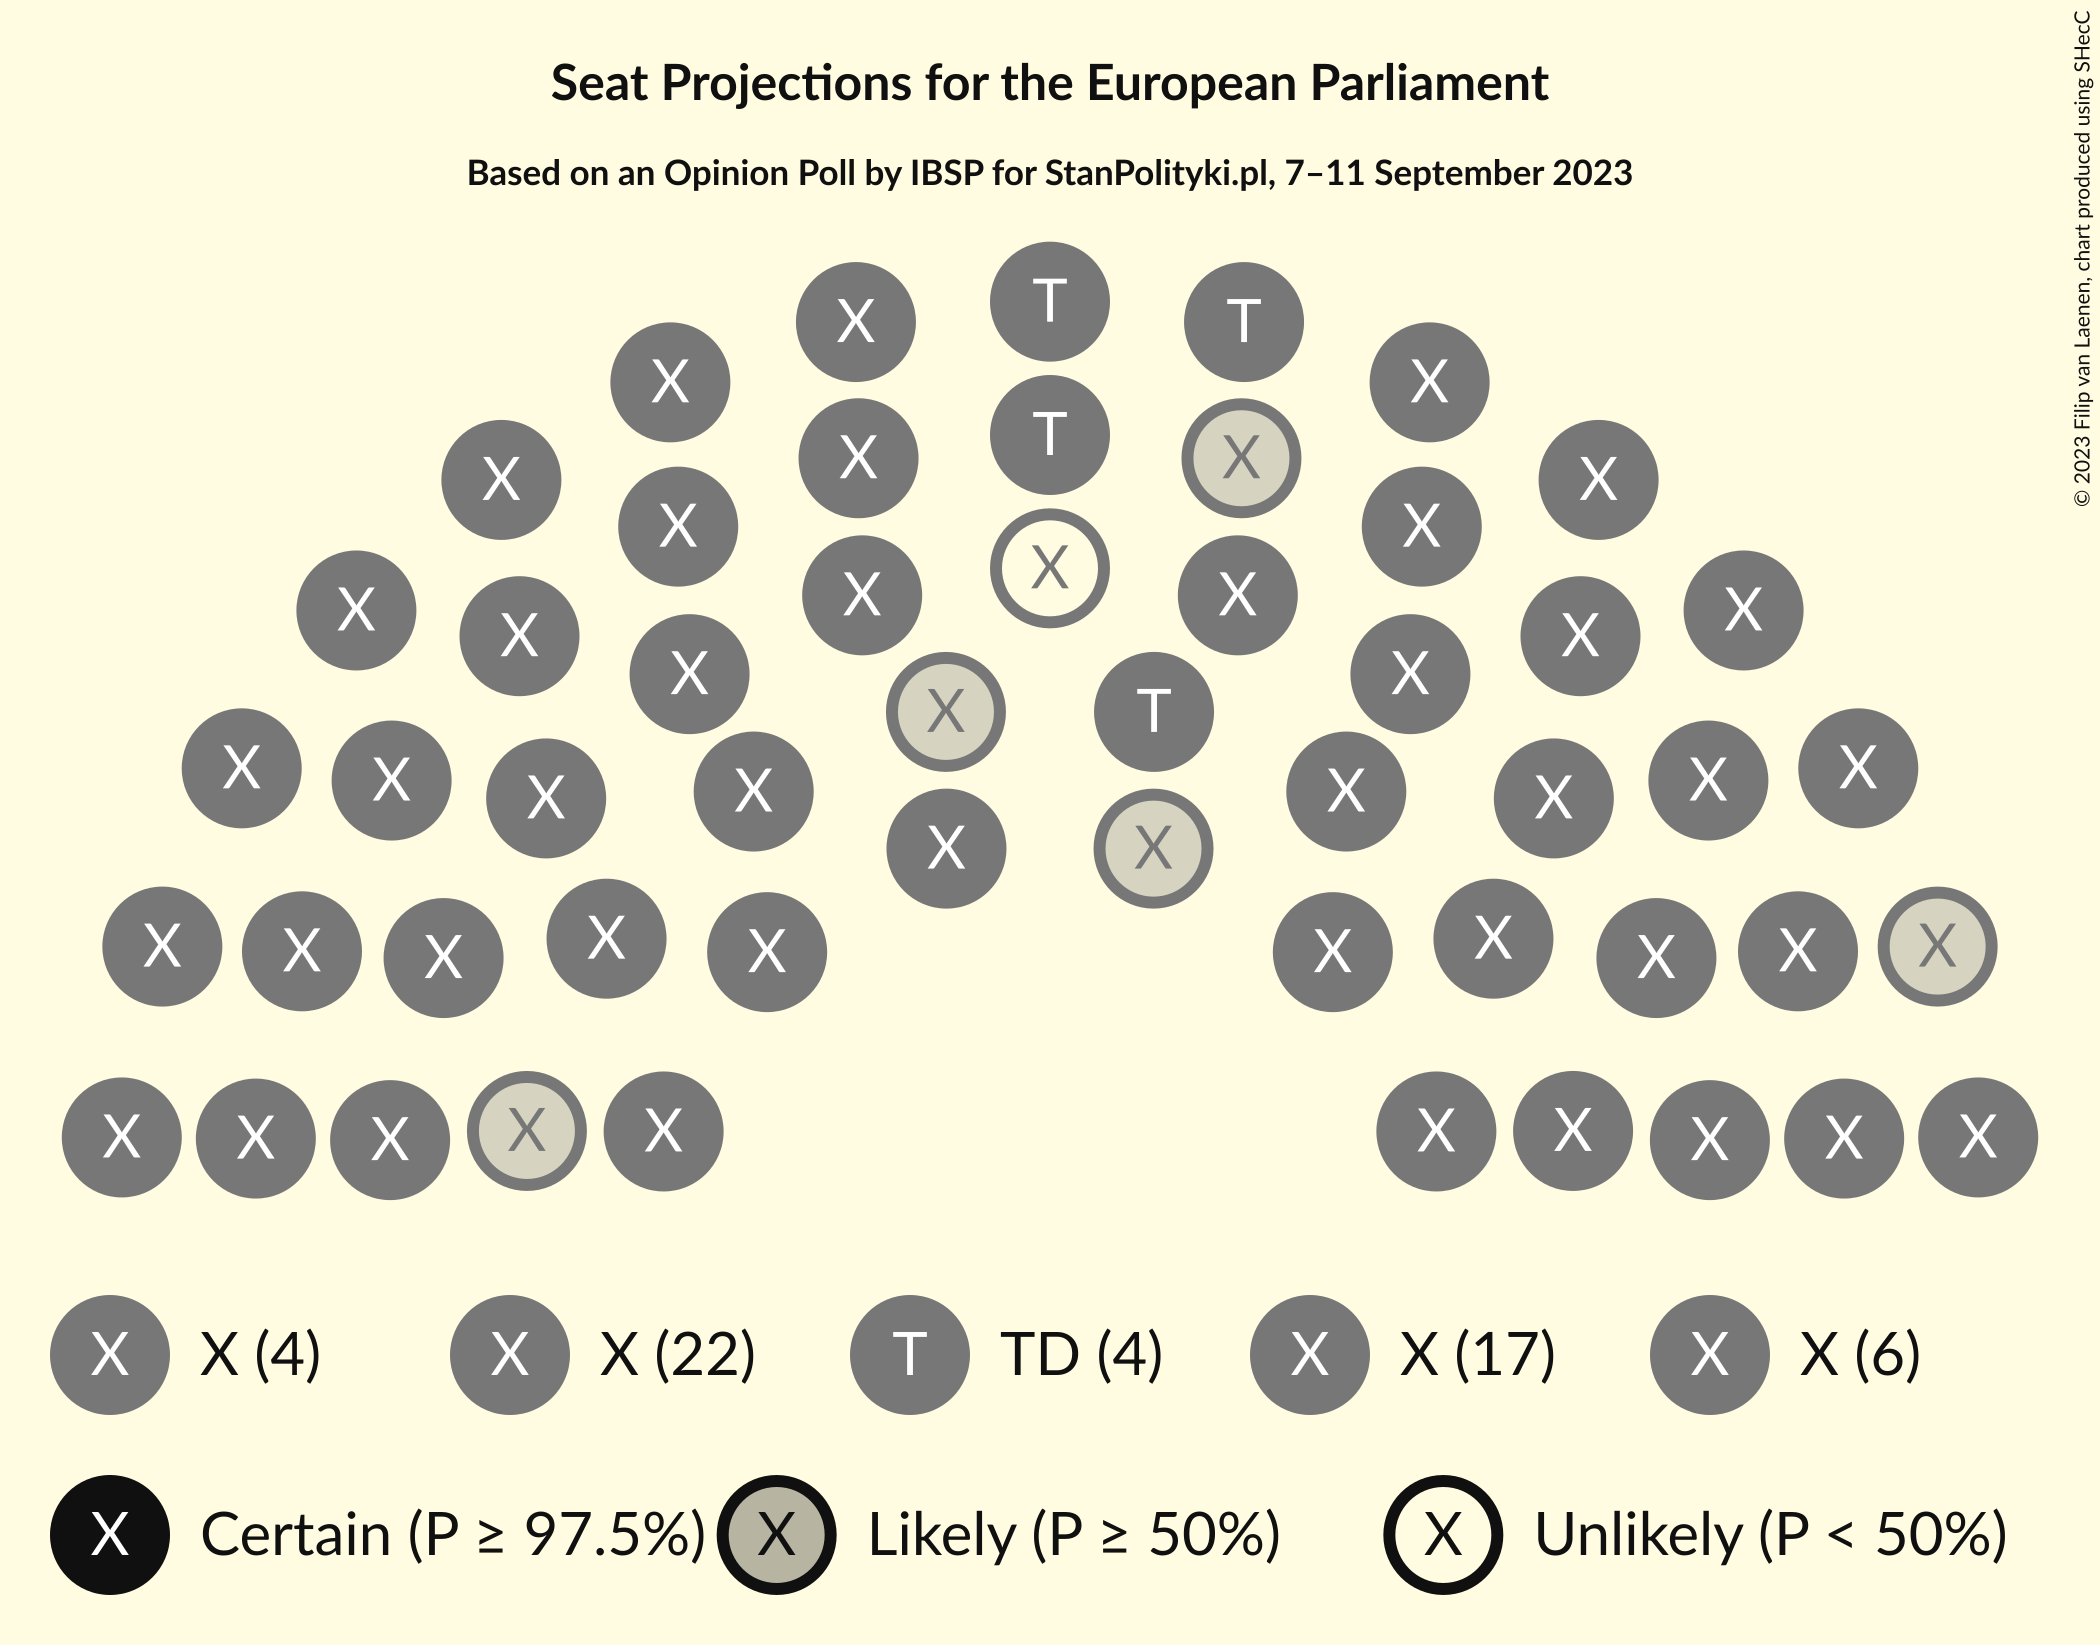 Seat Projections for the European Parliament
Based on an Opinion Poll by IBSP for StanPolityki.pl, 7–11 September 2023
© 2023 Filip van Laenen, chart produced using SHecC
T
X T
X X
T
X X
X X
X X
X
X X
X X
X X
X X
X X
X T
X X
X X
X X
X X
X X
X X
X X
X X
X X
X X
X X X X X X X X X X
X X (4) X X (22) T TD (4) X X (17) X X (6)
X Certain (P ≥ 97.5%) X Likely (P ≥ 50%) X Unlikely (P < 50%)